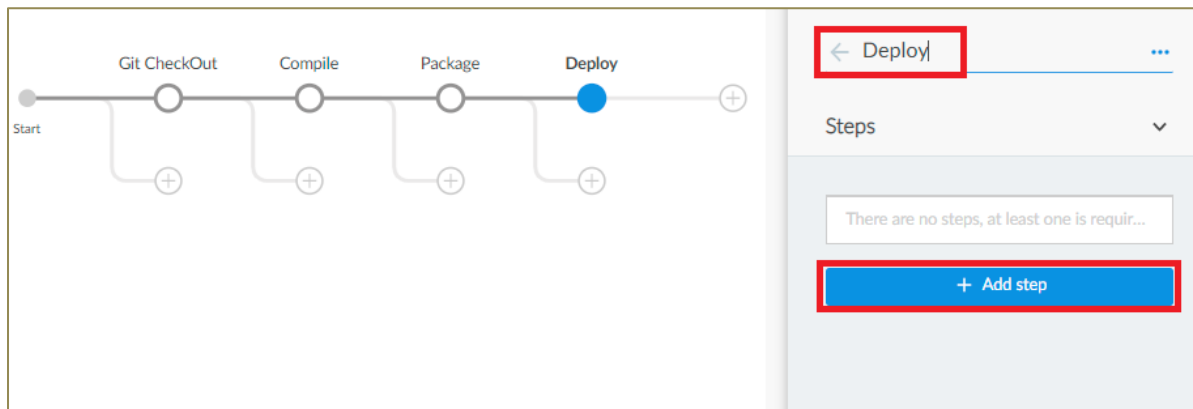 Git CheckOut
Compile
Package
Deploy
Start
Deploy
Steps
There are no steps, at least one is requir...
+ Add step